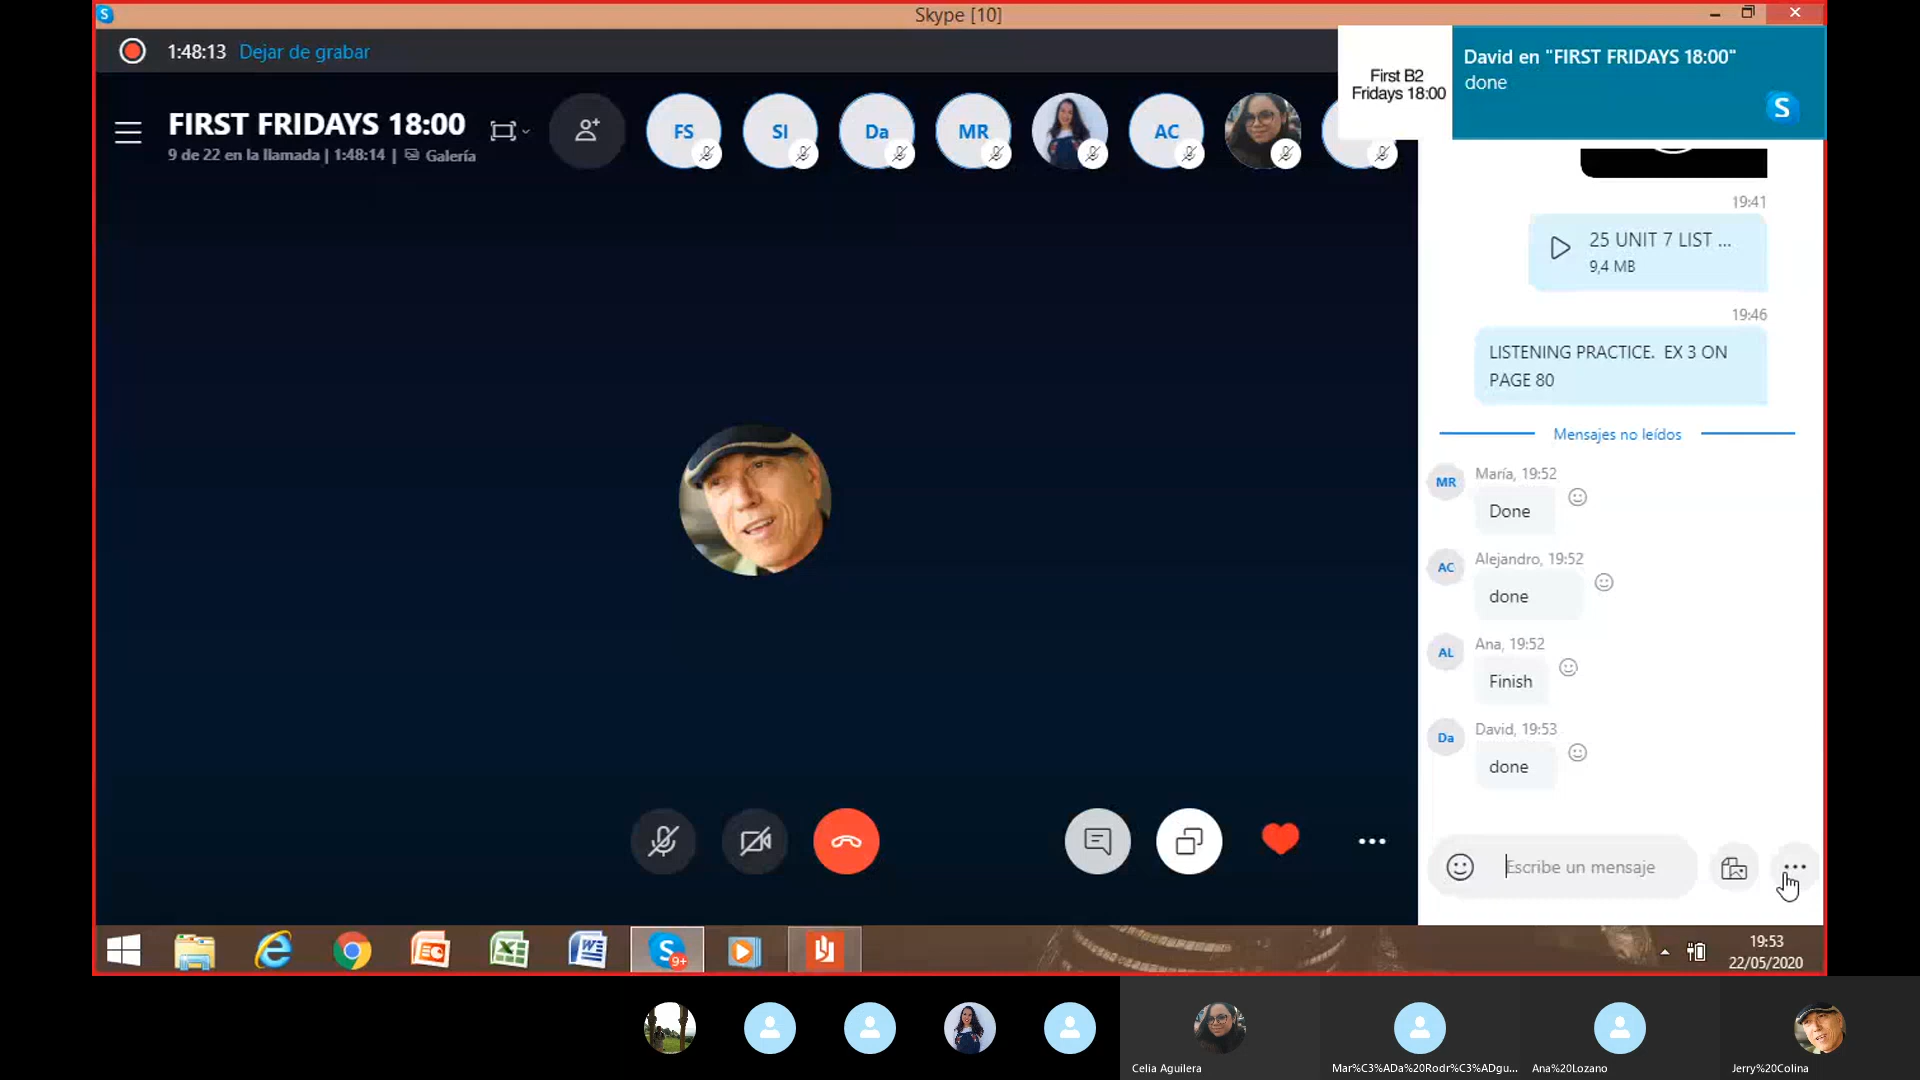 Skype [10]
1:48:13 Dejar de grabar
First B2
Fridays 18:00
David en "FIRST FRIDAYS 18:00"
done
FIRST FRIDAYS 18:00
9 de 22 en la llamada | 1:48:14 | Galería
FS
SI
Da
MR
AC
19:41
25 UNIT 7 LIST ...
9,4 MB
19:46
LISTENING PRACTICE. EX 3 ON
PAGE 80
Mensajes no leídos
MR
María, 19:52
Done
AC
Alejandro, 19:52
done
AL
Ana, 19:52
Finish
Da
David, 19:53
done
Escribe un mensaje
9+
19:53
22/05/2020
Celia Aguilera
Mar%C3%ADa%20Rodr%C3%ADgu...
Ana%20Lozano
Jerry%20Colina